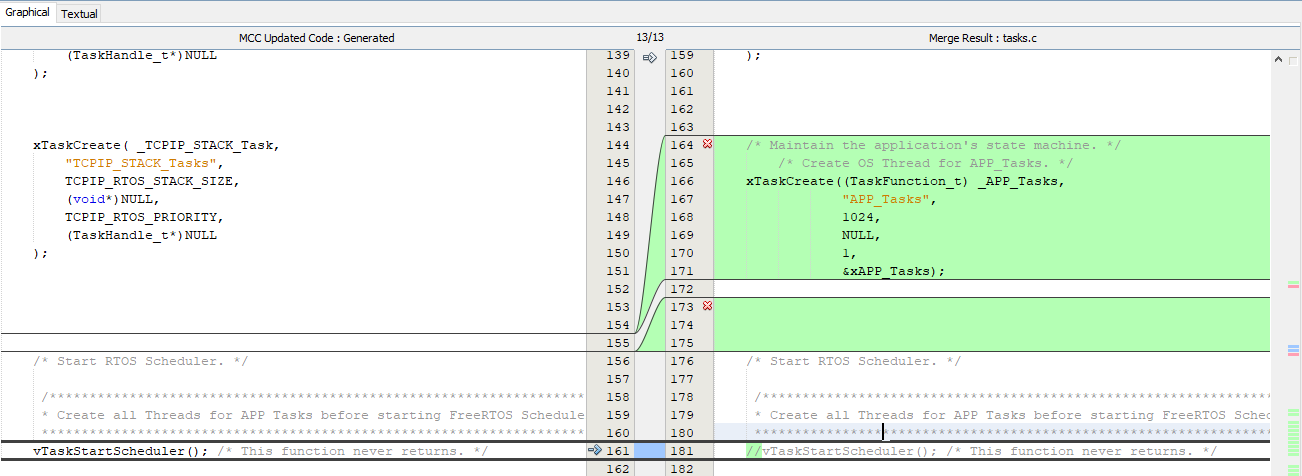 Graphical Textual
MCC Updated Code : Generated 13/13 Merge Result : tasks.c
(TaskHandle_t*)NULL 139 159 );
); 140 160
141 161
142 162
143 163
xTaskCreate( _TCPIP_STACK_Task, 144 164 /* Maintain the application's state machine. */
"TCPIP_STACK_Tasks", 145 165 /* Create OS Thread for APP_Tasks. */
TCPIP_RTOS_STACK_SIZE, 146 166 xTaskCreate((TaskFunction_t) _APP_Tasks,
(void*)NULL, 147 167 "APP_Tasks",
TCPIP_RTOS_PRIORITY, 148 168 1024,
(TaskHandle_t*)NULL 149 169 NULL,
); 150 170 1,
151 171 &xAPP_Tasks);
152 172
153 173
154 174
155 175
/* Start RTOS Scheduler. */ 156 176 /* Start RTOS Scheduler. */
157 177
/********************************************************************** 158 178 /*****************************************************************
* Create all Threads for APP Tasks before starting FreeRTOS Schedule 159 179 * Create all Threads for APP Tasks before starting FreeRTOS Sched
*********************************************************************** 160 180 *****************************************************************
vTaskStartScheduler(); /* This function never returns. */ 161 181 //vTaskStartScheduler(); /* This function never returns. */
162 182